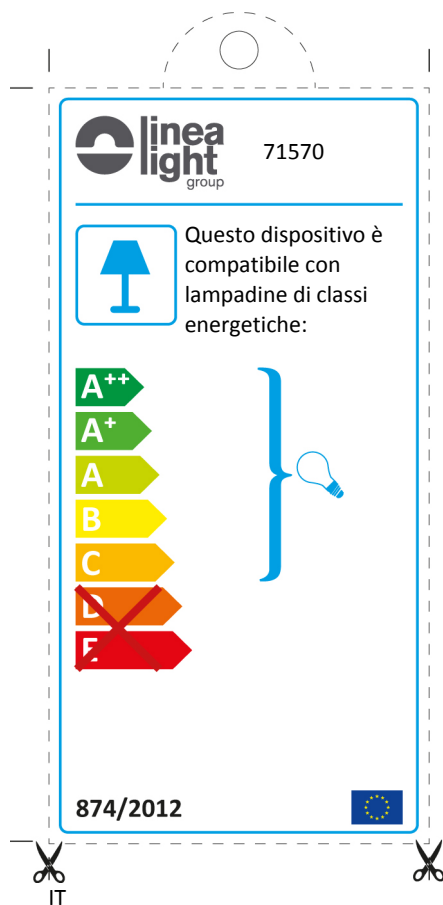 linea
light
group
71570
Questo dispositivo è
compatibile con
lampadine di classi
energetiche:
A++
A+
A
B
C
D
E
874/2012
IT